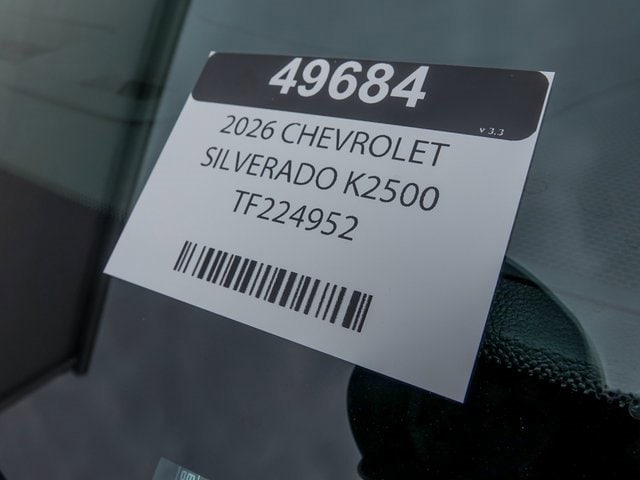 49684
v 3.3
2026 CHEVROLET
SILVERADO K2500
TF224952